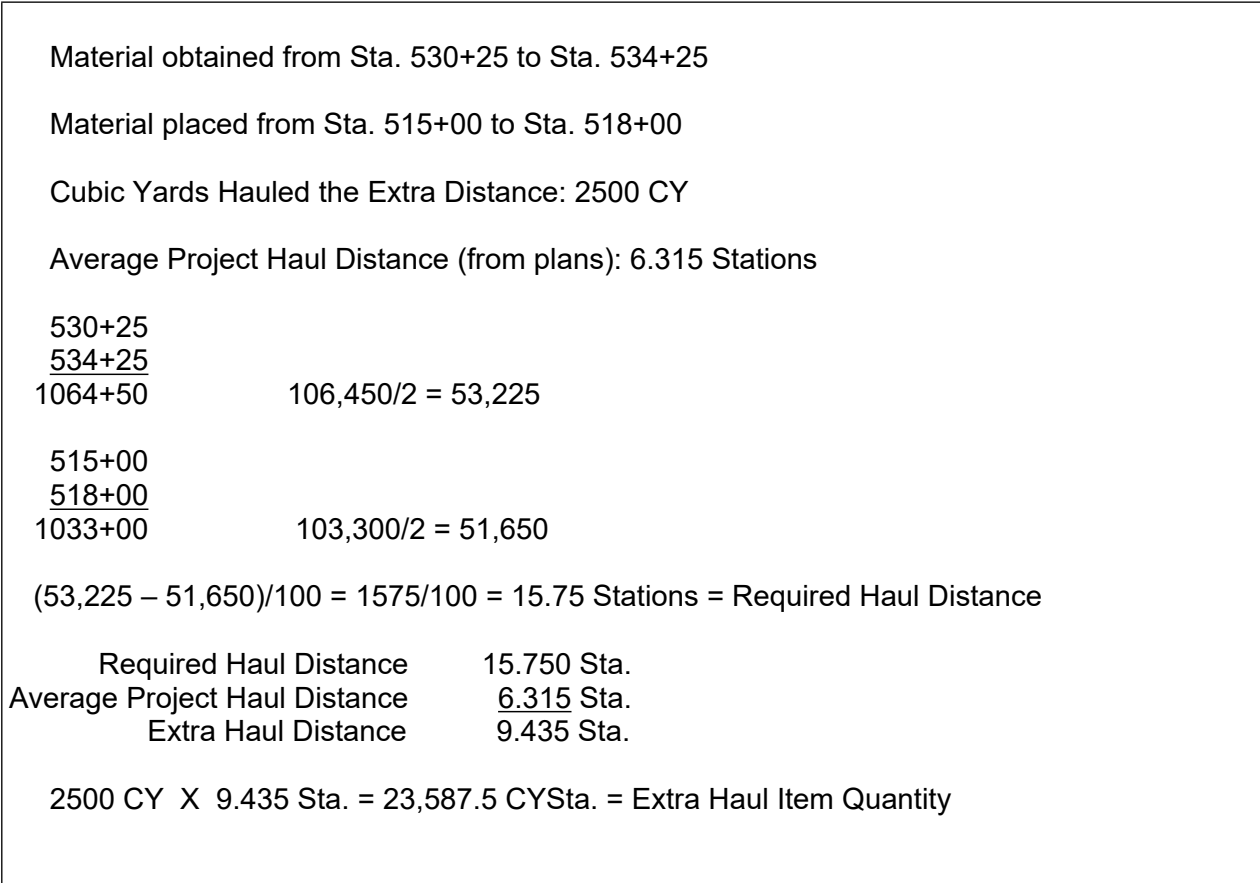 Material obtained from Sta. 530+25 to Sta. 534+25
Material placed from Sta. 515+00 to Sta. 518+00
Cubic Yards Hauled the Extra Distance: 2500 CY
Average Project Haul Distance (from plans): 6.315 Stations
530+25
534+25
1064+50 106,450/2 = 53,225
515+00
518+00
1033+00 103,300/2 = 51,650
(53,225 – 51,650)/100 = 1575/100 = 15.75 Stations = Required Haul Distance
Required Haul Distance 15.750 Sta.
Average Project Haul Distance 6.315 Sta.
Extra Haul Distance 9.435 Sta.
2500 CY X 9.435 Sta. = 23,587.5 CYSta. = Extra Haul Item Quantity